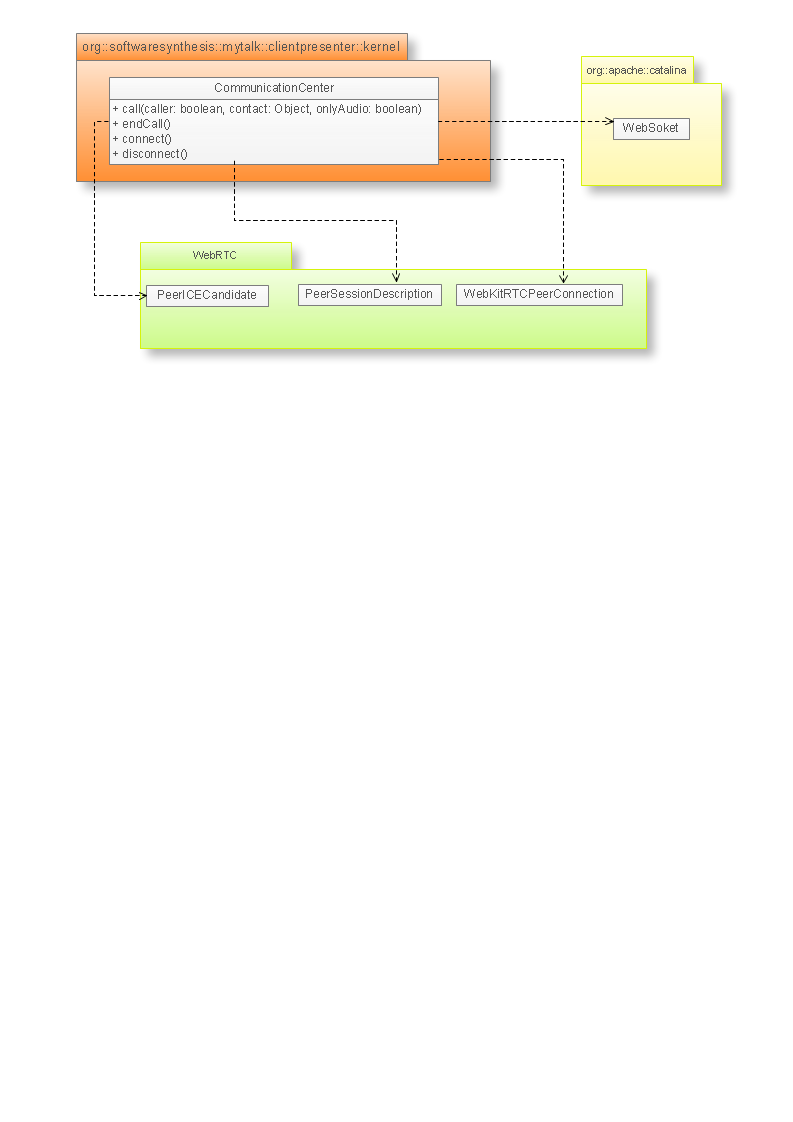 org::softwaresynthesis::mytalk::clientpresenter::kernel
CommunicationCenter
+ call(caller: boolean, contact: Object, onlyAudio: boolean)
+ endCall()
+ connect()
+ disconnect()
org::apache::catalina
WebSoket
WebRTC
PeerICECandidate
PeerSessionDescription
WebKitRTCPeerConnection